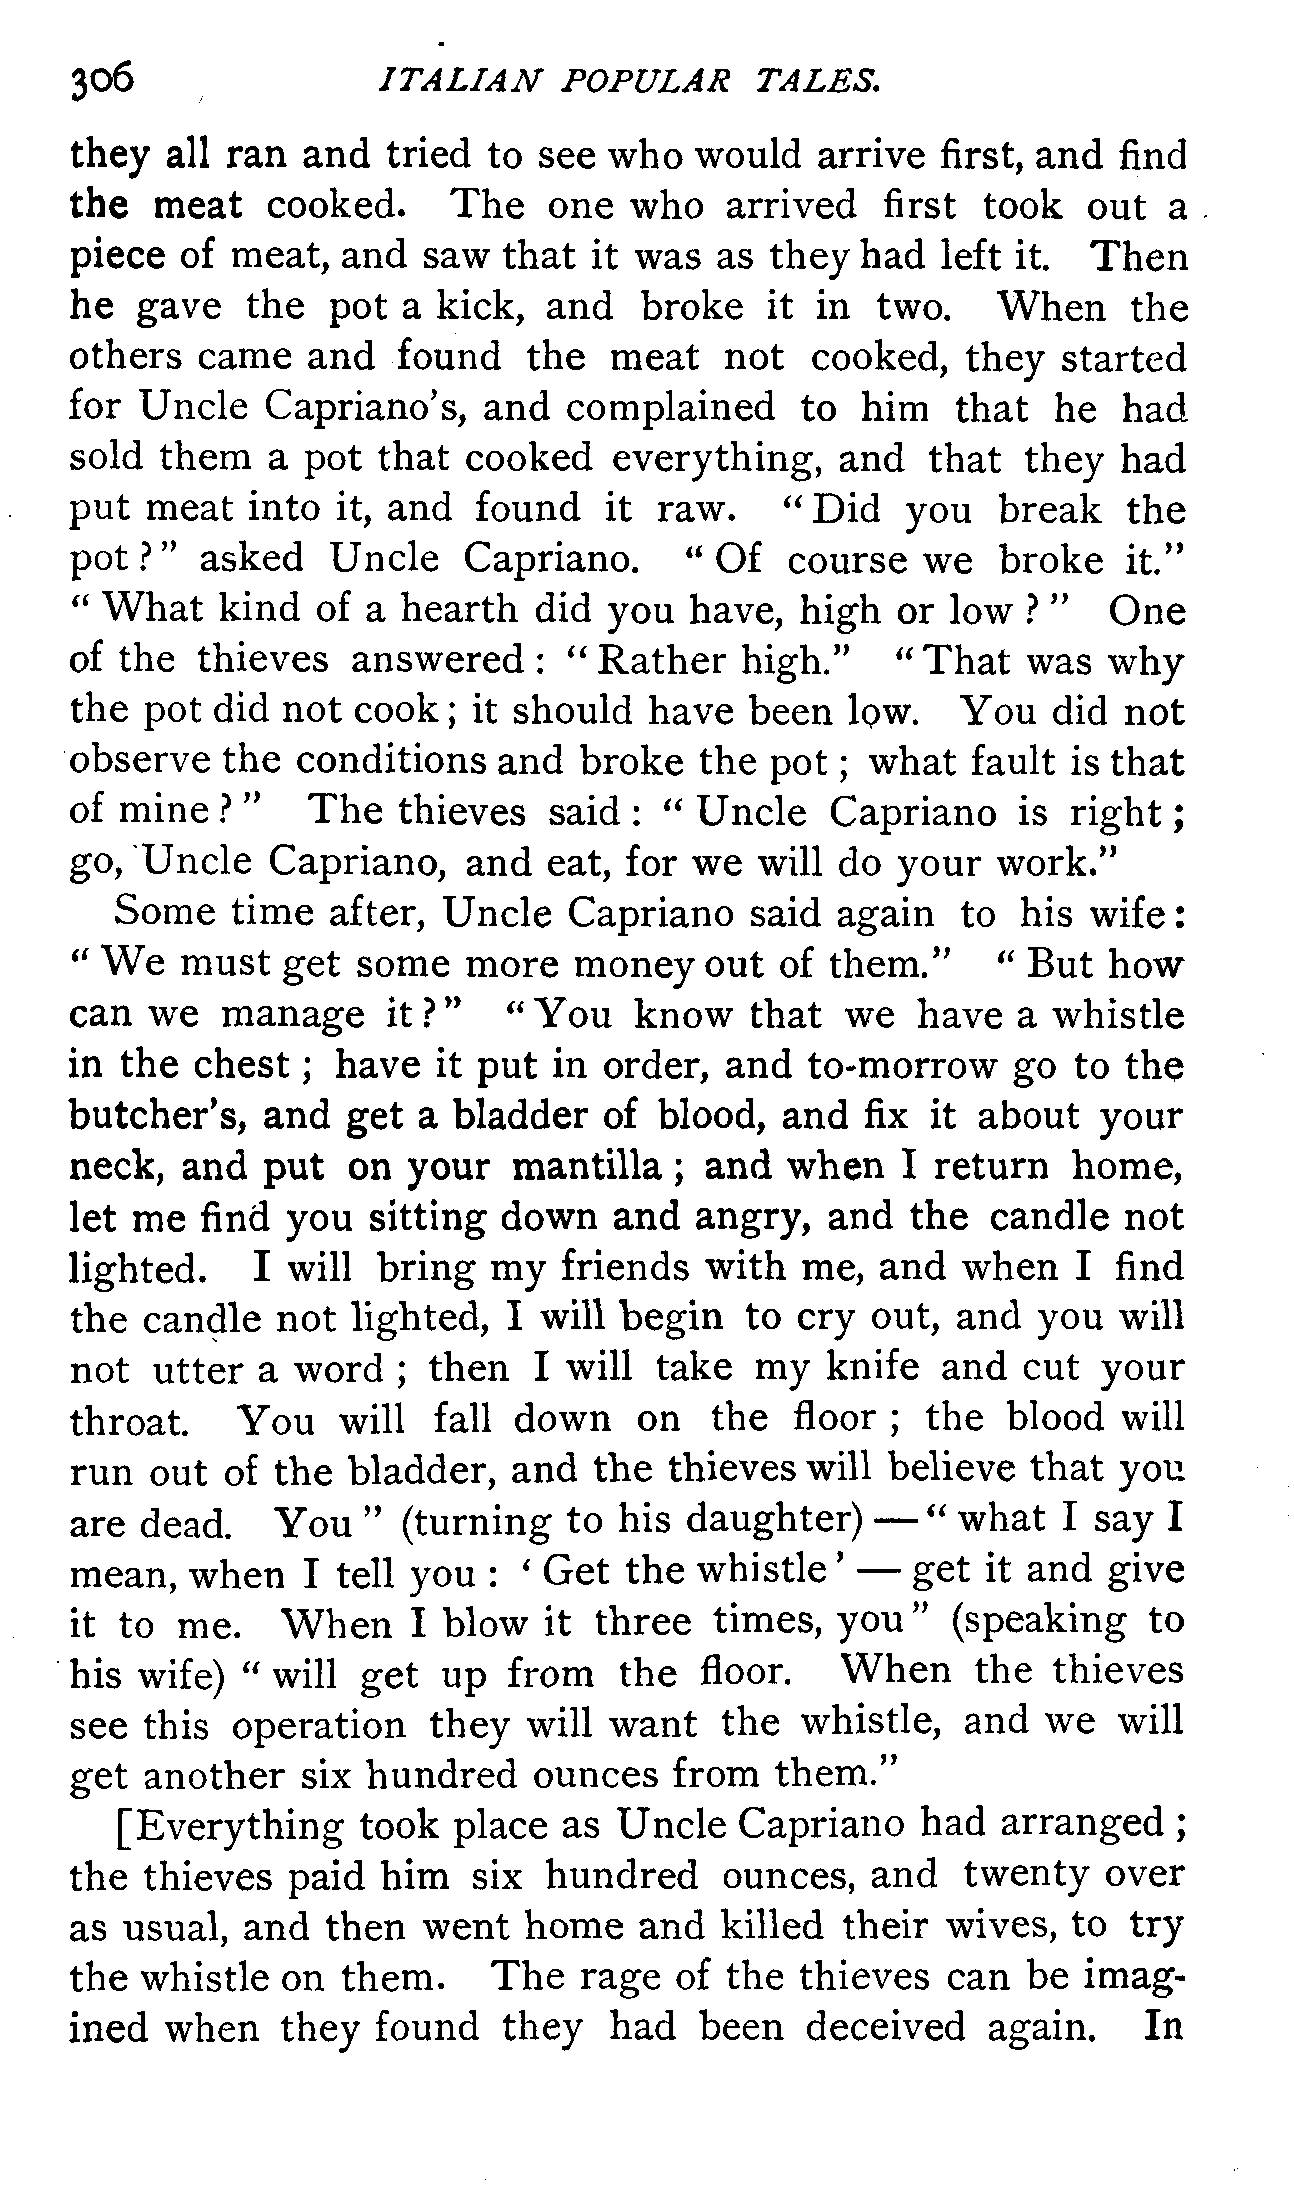 306 ITALIAN POPULAR TALES.
they all ran and tried to see who would arrive first, and find
the meat cooked. The one who arrived first took out a
piece of meat, and saw that it was as they had left it. Then
he gave the pot a kick, and broke it in two. When the
others came and found the meat not cooked, they started
for Uncle Capriano's, and complained to him that he had
sold them a pot that cooked everything, and that they had
put meat into it, and found it raw. " Did you break the
pot ? " asked Uncle Capriano. " Of course we broke it."
" What kind of a hearth did you have, high or low ? " One
of the thieves answered : " Rather high." " That was why
the pot did not cook ; it should have been low. You did not
observe the conditions and broke the pot ; what fault is that
of mine ? " The thieves said : " Uncle Capriano is right ;
go, Uncle Capriano, and eat, for we will do your work."
Some time after, Uncle Capriano said again to his wife :
" We must get some more money out of them." " But how
can we manage it ? " " You know that we have a whistle
in the chest ; have it put in order, and to-morrow go to the
butcher's, and get a bladder of blood, and fix it about your
neck, and put on your mantilla ; and when I return home,
let me find you sitting down and angry, and the candle not
lighted. I will bring my friends with me, and when I find
the candle not lighted, I will begin to cry out, and you will
not utter a word ; then I will take my knife and cut your
throat. You will fall down on the floor ; the blood will
run out of the bladder, and the thieves will believe that you
are dead. You " (turning to his daughter) — " what I say I
mean, when I tell you : ' Get the whistle ' — get it and give
it to me. When I blow it three times, you " (speaking to
his wife) " will get up from the floor. When the thieves
see this operation they will want the whistle, and we will
get another six hundred ounces from them."
[Everything took place as Uncle Capriano had arranged ;
the thieves paid him six hundred ounces, and twenty over
as usual, and then went home and killed their wives, to try
the whistle on them. The rage of the thieves can be imag-
ined when they found they had been deceived again. In